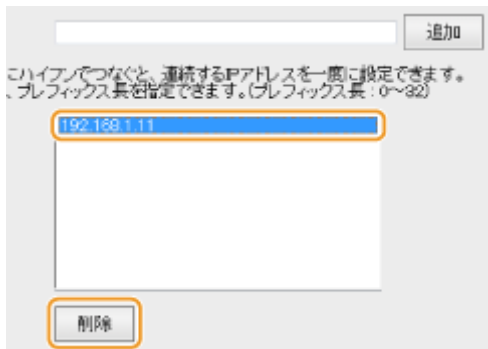 追加
にハイフンでつなぐと、連続するIPアドレスを一度に設定できます。
、プレフィックス長を指定できます。(プレフィックス長:0~32)
192.168.1.11
削除